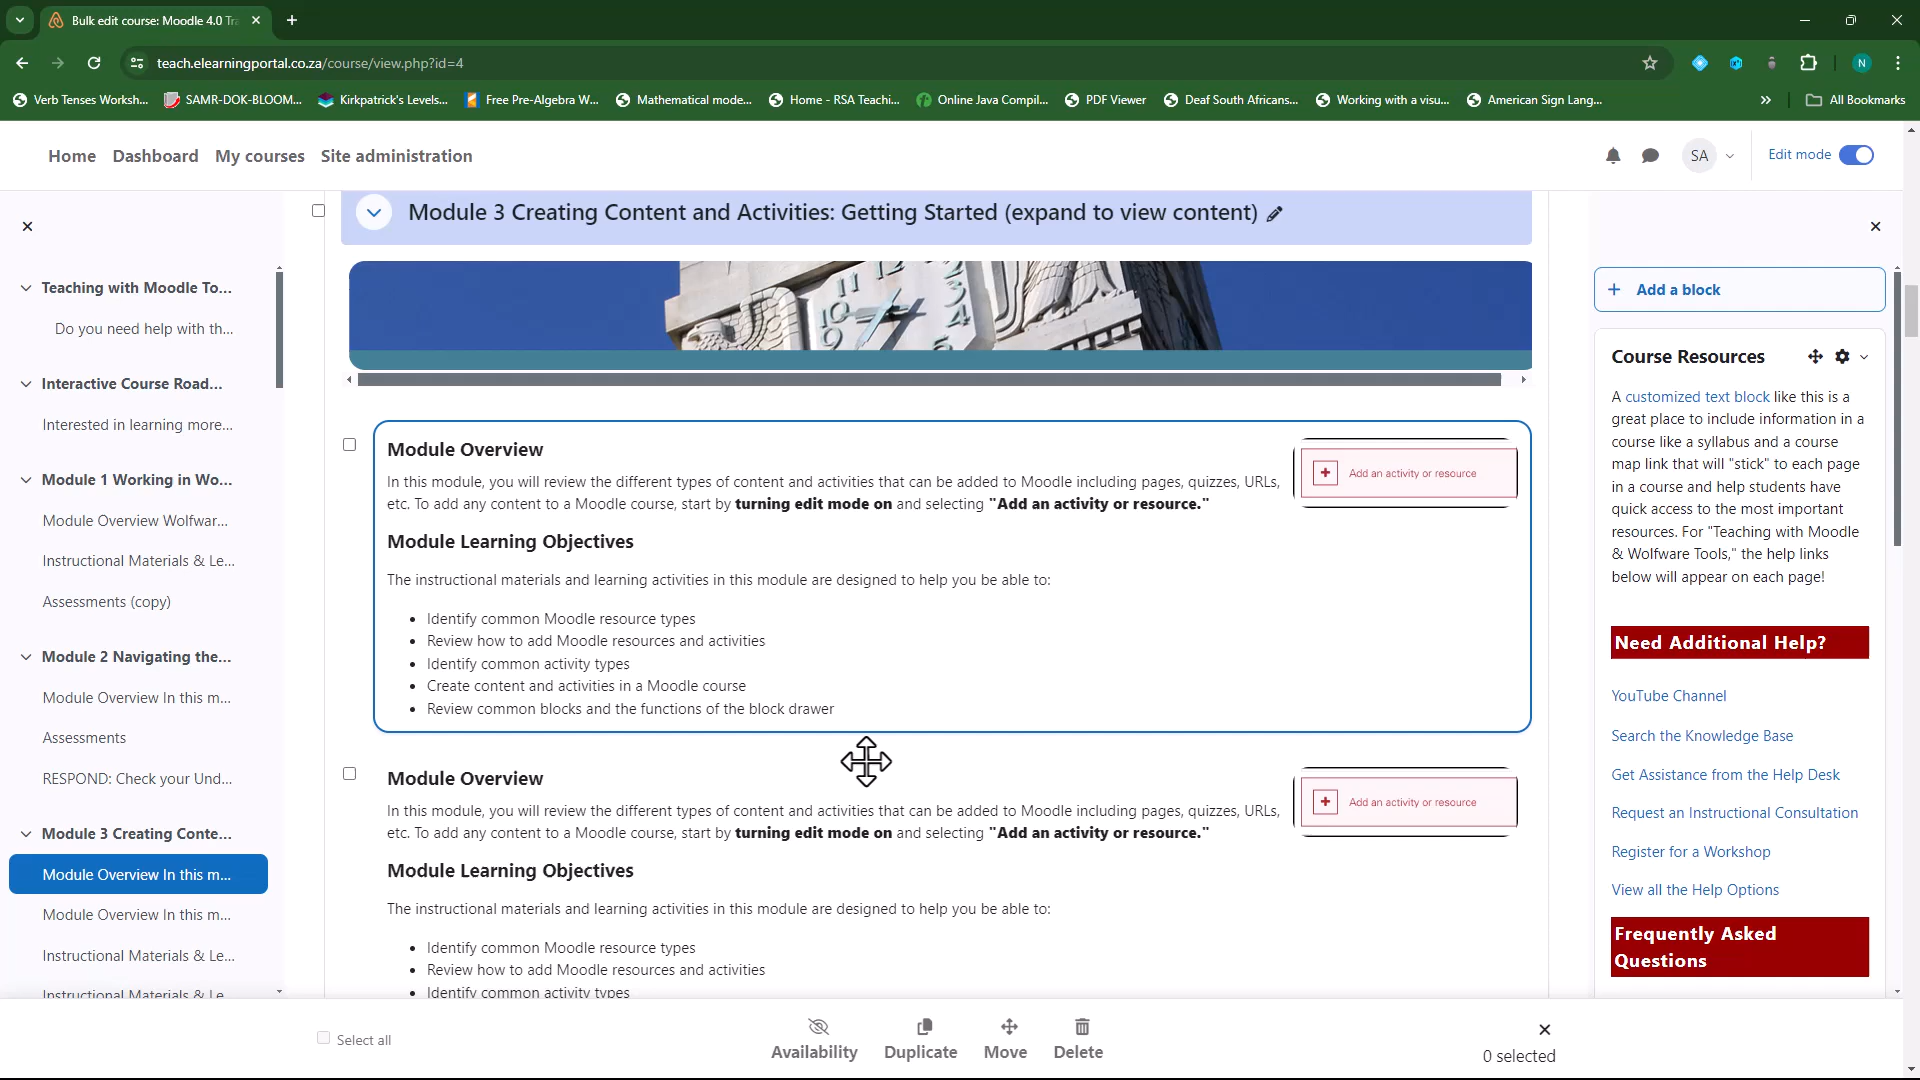 Bulk edit course: Moodle 4.0 Tra
teach.elearningportal.co.za/course/view.php?id=4
N
Verb Tenses Worksh...
SAMR-DOK-BLOOM...
Kirkpatrick's Levels...
Free Pre-Algebra W...
Mathematical mode...
Home - RSA Teachi...
Online Java Compil...
PDF Viewer
Deaf South Africans...
Working with a visu...
American Sign Lang...
All Bookmarks
Home
Dashboard
My courses
Site administration
SA
Edit mode
Teaching with Moodle To...
Do you need help with th...
Interactive Course Road...
Interested in learning more...
Module 1 Working in Wo...
Module Overview Wolfwar...
Instructional Materials & Le...
Assessments (copy)
Module 2 Navigating the...
Module Overview In this m...
Assessments
RESPOND: Check your Und...
Module 3 Creating Conte...
Module Overview In this m...
Module Overview In this m...
Instructional Materials & Le...
Instructional Materials & Le...
Module 3 Creating Content and Activities: Getting Started (expand to view content)
Module Overview
In this module, you will review the different types of content and activities that can be added to Moodle including pages, quizzes, URLs,
etc. To add any content to a Moodle course, start by turning edit mode on and selecting "Add an activity or resource."
Add an activity or resource
Module Learning Objectives
The instructional materials and learning activities in this module are designed to help you be able to:
• Identify common Moodle resource types
• Review how to add Moodle resources and activities
• Identify common activity types
• Create content and activities in a Moodle course
• Review common blocks and the functions of the block drawer
Module Overview
In this module, you will review the different types of content and activities that can be added to Moodle including pages, quizzes, URLs,
etc. To add any content to a Moodle course, start by turning edit mode on and selecting "Add an activity or resource."
Add an activity or resource
Module Learning Objectives
The instructional materials and learning activities in this module are designed to help you be able to:
• Identify common Moodle resource types
• Review how to add Moodle resources and activities
• Identify common activity types
Add a block
Course Resources
A customized text block like this is a
great place to include information in a
course like a syllabus and a course
map link that will "stick" to each page
in a course and help students have
quick access to the most important
resources. For "Teaching with Moodle
& Wolfware Tools," the help links
below will appear on each page!
Need Additional Help?
YouTube Channel
Search the Knowledge Base
Get Assistance from the Help Desk
Request an Instructional Consultation
Register for a Workshop
View all the Help Options
Frequently Asked
Questions
Select all
Availability
Duplicate
Move
Delete
0 selected